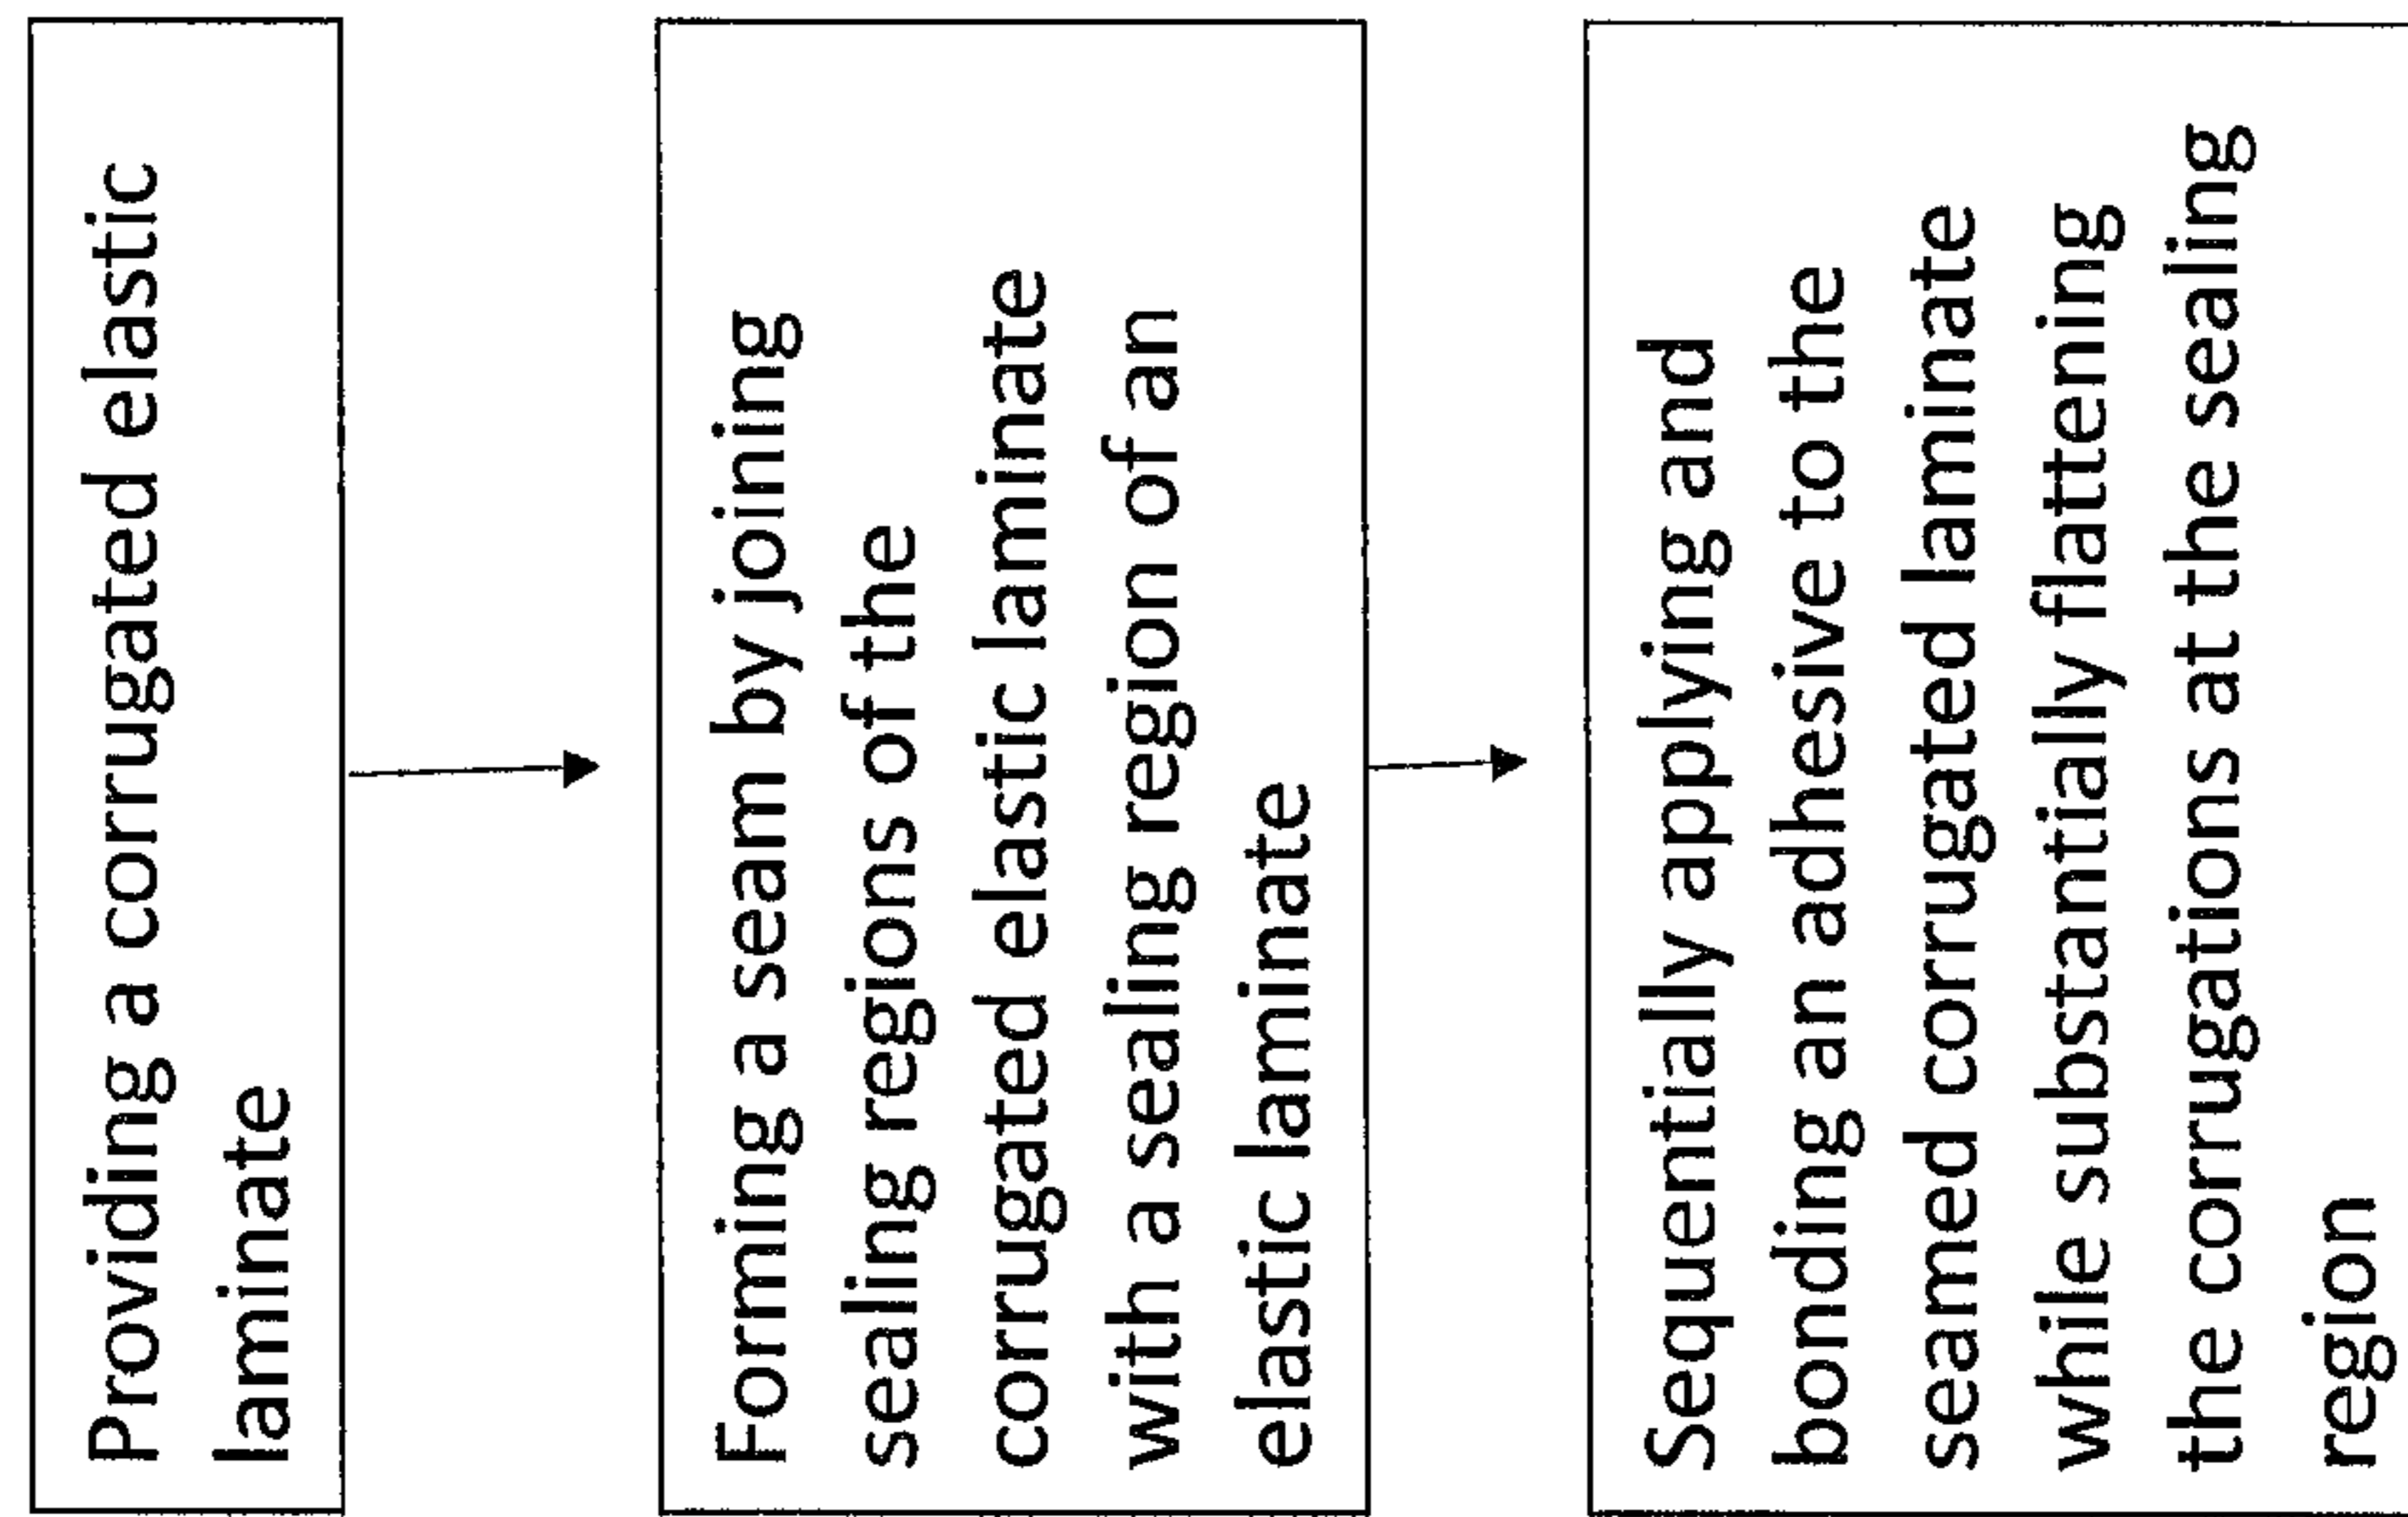 Providing a corrugated elastic
laminate
Forming a seam by joining
sealing regions of the
corrugated elastic laminate
with a sealing region of an
elastic laminate
Sequentially applying and
bonding an adhesive to the
seamed corrugated laminate
while substantially flattening
the corrugations at the sealing
region